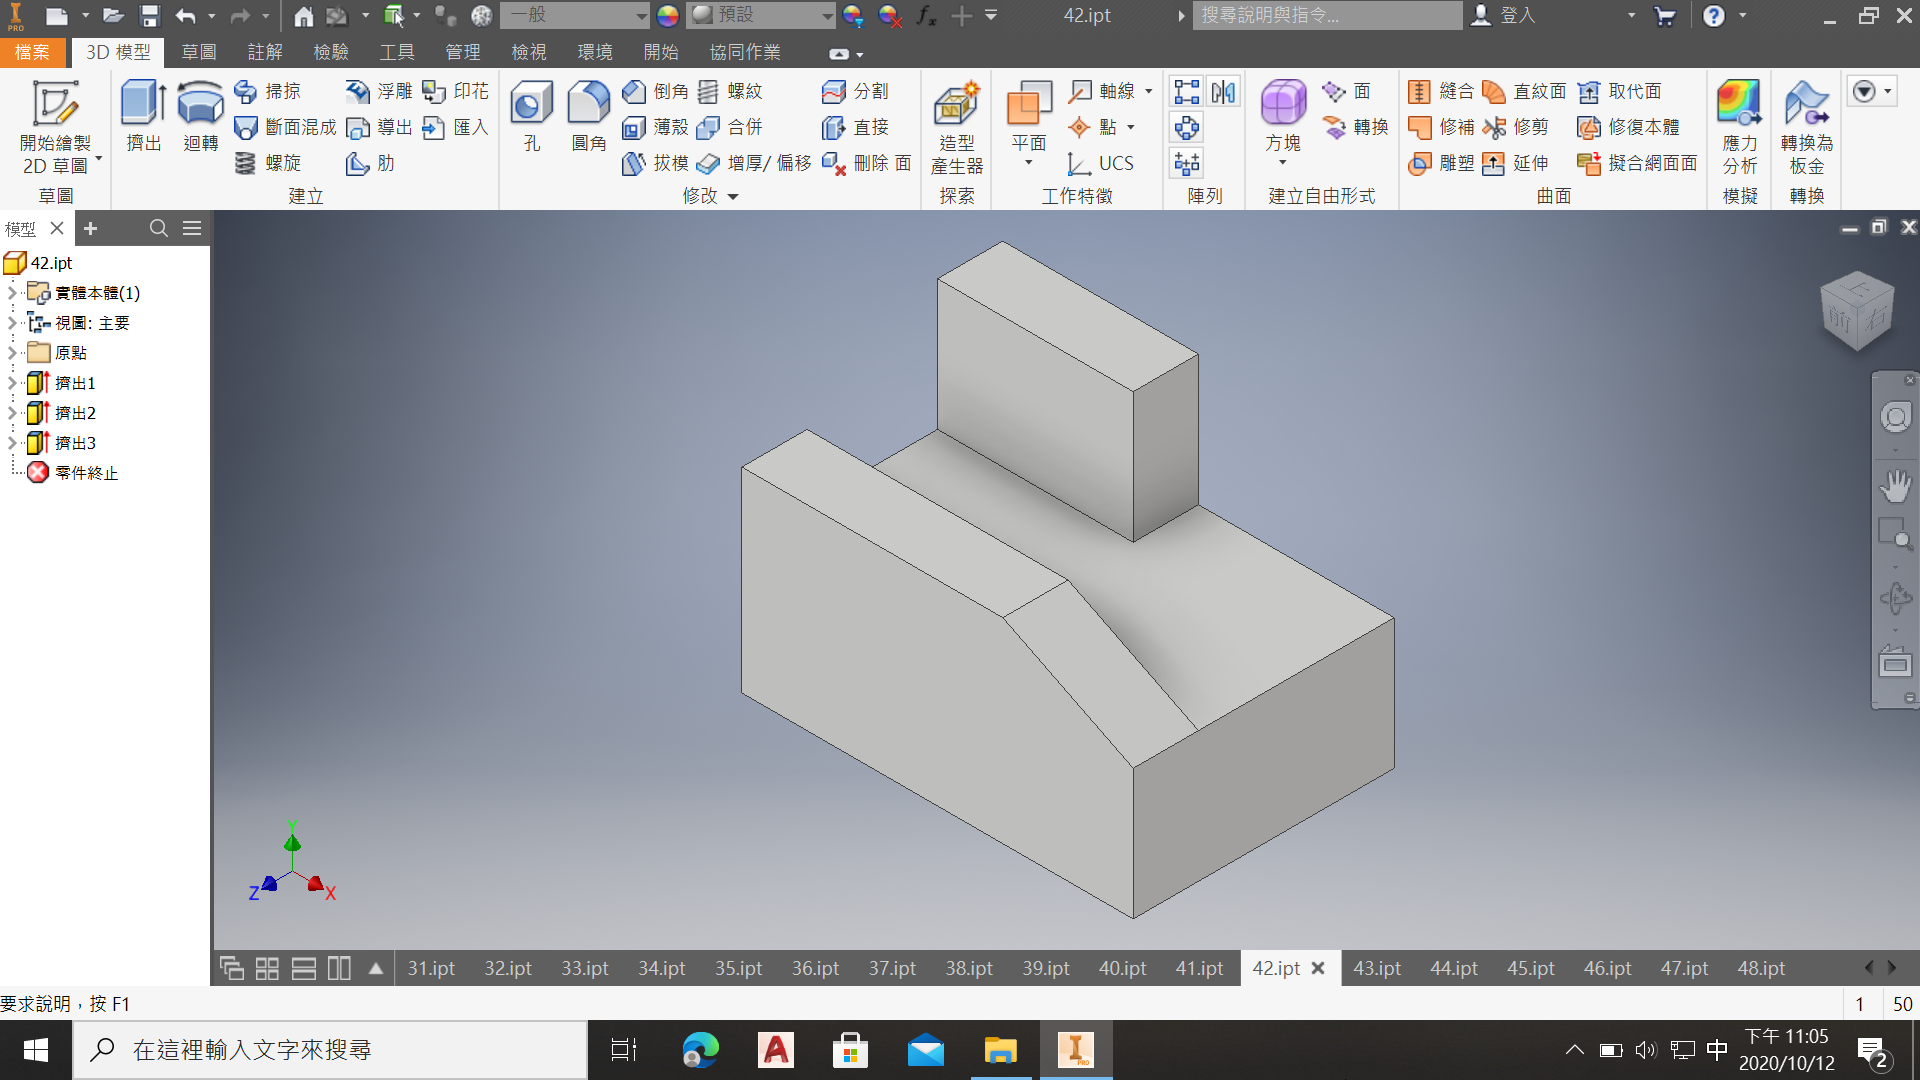 PRO
一般
預設
42.ipt
搜尋說明與指令...
登入
檔案
3D 模型
草圖
註解
檢驗
工具
管理
檢視
環境
開始
協同作業
開始繪製
2D 草圖
草圖
擠出
迴轉
掃掠
斷面混成
螺旋
浮雕
導出
肋
印花
匯入
建立
孔
圓角
倒角
薄殼
拔模
螺紋
合併
增厚/ 偏移
分割
直接
刪除 面
修改
造型
產生器
探索
平面
軸線
點
UCS
工作特徵
陣列
方塊
面
轉換
建立自由形式
縫合
修補
雕塑
直紋面
修剪
延伸
取代面
修復本體
擬合網面面
曲面
應力
分析
模擬
轉換為
板金
轉換
模型
42.ipt
實體本體(1)
視圖: 主要
原點
擠出1
擠出2
擠出3
零件終止
上
前
右
Y
Z
X
31.ipt
32.ipt
33.ipt
34.ipt
35.ipt
36.ipt
37.ipt
38.ipt
39.ipt
40.ipt
41.ipt
42.ipt
43.ipt
44.ipt
45.ipt
46.ipt
47.ipt
48.ipt
要求說明，按 F1
1
50
在這裡輸入文字來搜尋
PRO
中
下午 11:05
2020/10/12
2